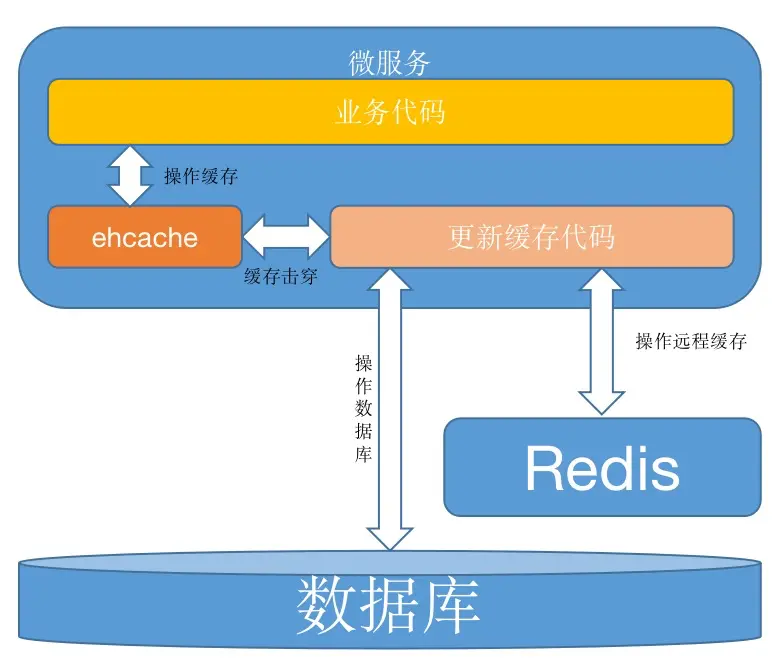 微服务
业务代码
操作缓存
ehcache
更新缓存代码
缓存击穿
操作远程缓存
操作数据库
Redis
数据库